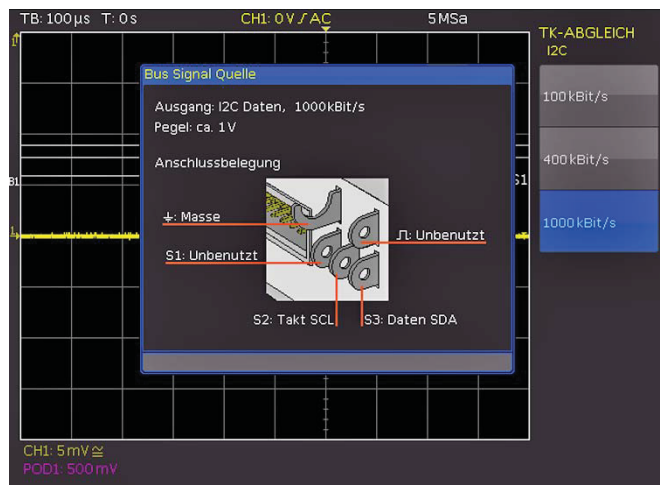 TB: 100µs T: 0s CH1: 0V AC 5MSa
TK-ABGLEICH
I2C
Bus Signal Quelle
Ausgang: I2C Daten, 1000kBit/s
Pegel: ca. 1V
Anschlussbelegung
⏚: Masse
⎍: Unbenutzt
S1: Unbenutzt
S2: Takt SCL
S3: Daten SDA
100kBit/s
400kBit/s
1000kBit/s
B1
S1
1
CH1: 5mV≅
POD1: 500mV